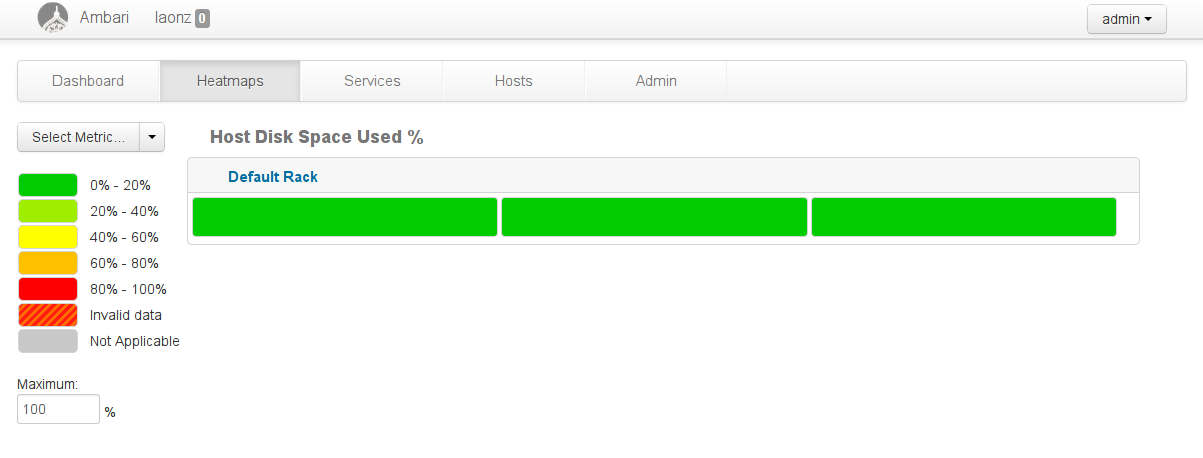 Ambari laonz 0 admin
Dashboard Heatmaps Services Hosts Admin
Select Metric... Host Disk Space Used %
Default Rack
0% - 20%
20% - 40%
40% - 60%
60% - 80%
80% - 100%
Invalid data
Not Applicable
Maximum:
100 %